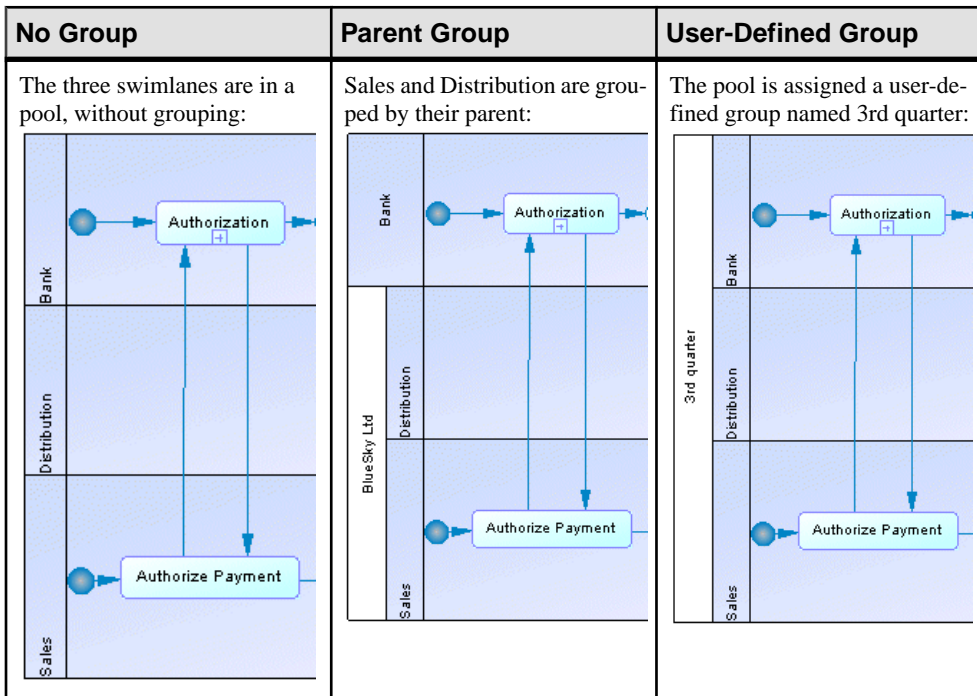 No Group
Parent Group
User-Defined Group
The three swimlanes are in a
pool, without grouping:
Bank
Authorization
Distribution
Sales
Authorize Payment
Sales and Distribution are grou-
ped by their parent:
Bank
Authorization
BlueSky Ltd
Distribution
Sales
Authorize Payment
The pool is assigned a user-de-
fined group named 3rd quarter:
3rd quarter
Bank
Authorization
Distribution
Sales
Authorize Payment